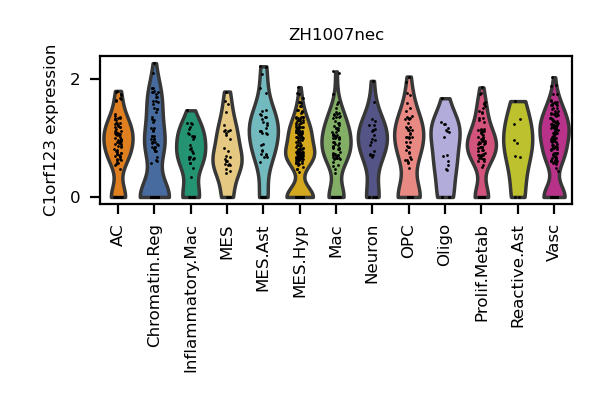 ZH1007nec
C1orf123 expression
2
0
AC
Chromatin.Reg
Inflammatory.Mac
MES
MES.Ast
MES.Hyp
Mac
Neuron
OPC
Oligo
Prolif.Metab
Reactive.Ast
Vasc